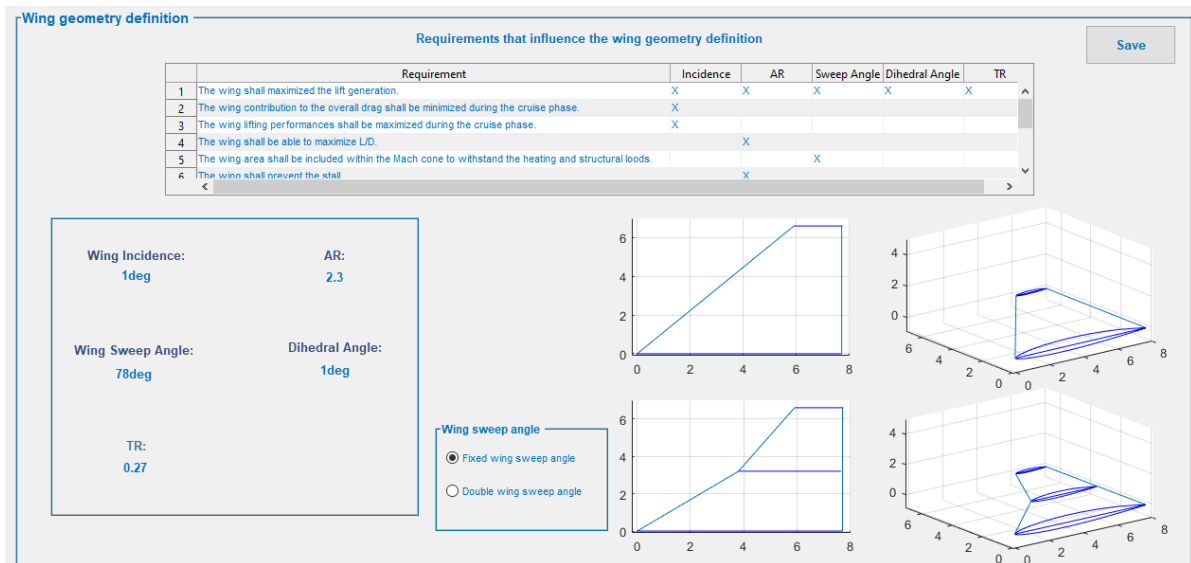 Wing geometry definition
Requirements that influence the wing geometry definition
Save
Requirement Incidence AR Sweep Angle Dihedral Angle TR
1 The wing shall maximized the lift generation. X X X X X
2 The wing contribution to the overall drag shall be minimized during the cruise phase. X
3 The wing lifting performances shall be maximized during the cruise phase. X
4 The wing shall be able to maximize L/D. X
5 The wing area shall be included within the Mach cone to withstand the heating and structural loods. X
6 The wing shall prevent the stall X
Wing Incidence: AR:
1deg 2.3
Wing Sweep Angle: Dihedral Angle:
78deg 1deg
TR:
0.27
Wing sweep angle
Fixed wing sweep angle
Double wing sweep angle
6
4
2
0
0 2 4 6 8
4
2
0
6 4 2 0
0 2 4 6 8
6
4
2
0
0 2 4 6 8
4
2
0
6 4 2 0
0 2 4 6 8